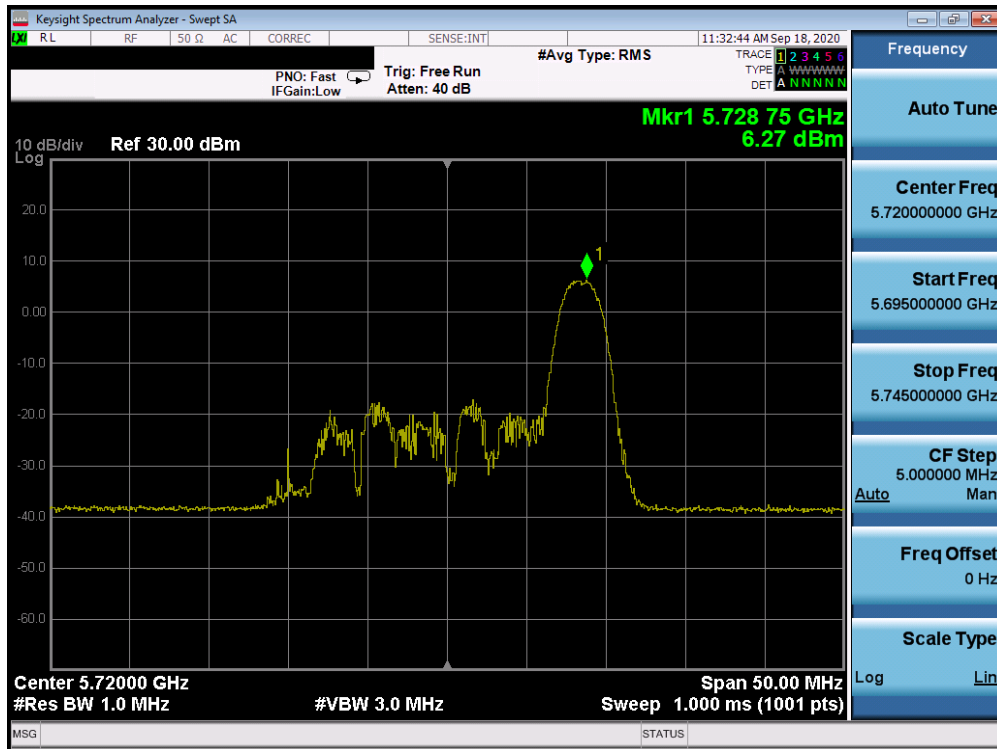 Keysight Spectrum Analyzer - Swept SA
LXI RL RF 50 Ω AC CORREC SENSE:INT 11:32:44 AM Sep 18, 2020
#Avg Type: RMS TRACE 1 2 3 4 5 6
PNO: Fast Trig: Free Run TYPE A WWWWW
IFGain:Low Atten: 40 dB DET A N N N N N
Mkr1 5.728 75 GHz
6.27 dBm
10 dB/div Ref 30.00 dBm
Log
20.0
10.0
1
0.00
-10.0
-20.0
-30.0
-40.0
-50.0
-60.0
Center 5.72000 GHz Span 50.00 MHz
#Res BW 1.0 MHz #VBW 3.0 MHz Sweep 1.000 ms (1001 pts)
MSG STATUS
Frequency
Auto Tune
Center Freq
5.720000000 GHz
Start Freq
5.695000000 GHz
Stop Freq
5.745000000 GHz
CF Step
5.000000 MHz
Auto Man
Freq Offset
0 Hz
Scale Type
Log Lin